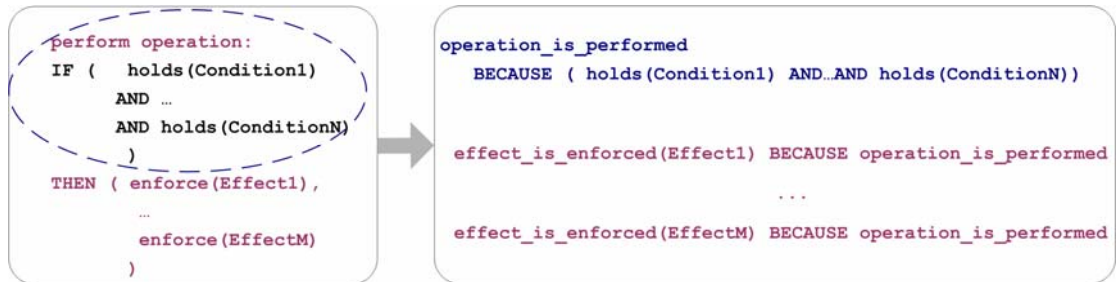 perform operation:
IF ( holds(Condition1)
AND …
AND holds(ConditionN)
)
THEN ( enforce(Effect1),
…
enforce(EffectM)
)
operation_is_performed
BECAUSE ( holds(Condition1) AND…AND holds(ConditionN))
effect_is_enforced(Effect1) BECAUSE operation_is_performed
...
effect_is_enforced(EffectM) BECAUSE operation_is_performed